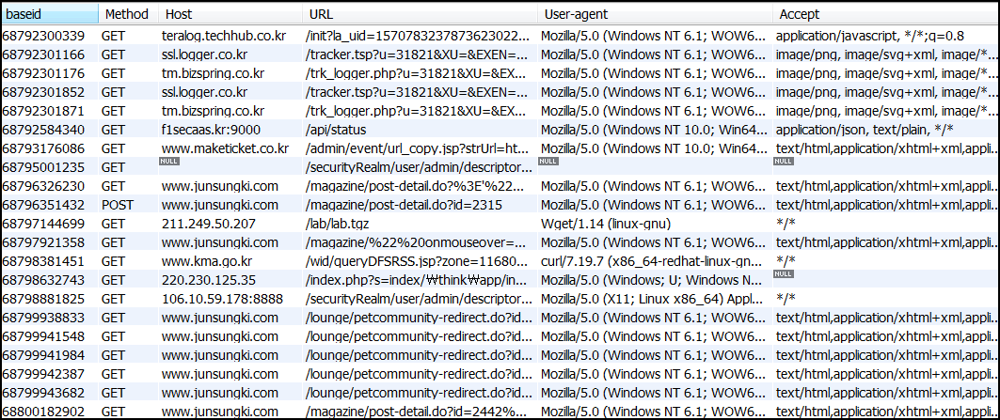 baseid Method Host URL User-agent Accept
68792300339 GET teralog.techhub.co.kr /init?la_uid=1570783237873623022... Mozilla/5.0 (Windows NT 6.1; WOW6... application/javascript, */*;q=0.8
68792301166 GET ssl.logger.co.kr /tracker.tsp?u=31821&XU=&EXEN=... Mozilla/5.0 (Windows NT 6.1; WOW6... image/png, image/svg+xml, image/*...
68792301176 GET tm.bizspring.co.kr /trk_logger.php?u=31821&XU=&EX... Mozilla/5.0 (Windows NT 6.1; WOW6... image/png, image/svg+xml, image/*...
68792301852 GET ssl.logger.co.kr /tracker.tsp?u=31821&XU=&EXEN=... Mozilla/5.0 (Windows NT 6.1; WOW6... image/png, image/svg+xml, image/*...
68792301871 GET tm.bizspring.co.kr /trk_logger.php?u=31821&XU=&EX... Mozilla/5.0 (Windows NT 6.1; WOW6... image/png, image/svg+xml, image/*...
68792584340 GET f1secaas.kr:9000 /api/status Mozilla/5.0 (Windows NT 10.0; Win64... application/json, text/plain, */*
68793176086 GET www.maketicket.co.kr /admin/event/url_copy.jsp?strUrl=ht... Mozilla/5.0 (Windows NT 10.0; Win64... text/html,application/xhtml+xml,appli...
68795001235 GET NULL /securityRealm/user/admin/descriptor... NULL NULL
68796326230 GET www.junsungki.com /magazine/post-detail.do?%3E'%22... Mozilla/5.0 (Windows NT 6.1; WOW6... text/html,application/xhtml+xml,appli...
68796351432 POST www.junsungki.com /magazine/post-detail.do?id=2315 Mozilla/5.0 (Windows NT 6.1; WOW6... text/html,application/xhtml+xml,appli...
68797144699 GET 211.249.50.207 /lab/lab.tgz Wget/1.14 (linux-gnu) */*
68797921358 GET www.junsungki.com /magazine/%22%20onmouseover=... Mozilla/5.0 (Windows NT 6.1; WOW6... text/html,application/xhtml+xml,appli...
68798381451 GET www.kma.go.kr /wid/queryDFSRSS.jsp?zone=11680... curl/7.19.7 (x86_64-redhat-linux-gn... */*
68798632743 GET 220.230.125.35 /index.php?s=index/₩think₩app/in... Mozilla/5.0 (Windows; U; Windows N... NULL
68798881825 GET 106.10.59.178:8888 /securityRealm/user/admin/descriptor... Mozilla/5.0 (X11; Linux x86_64) Appl... */*
68799938833 GET www.junsungki.com /lounge/petcommunity-redirect.do?id... Mozilla/5.0 (Windows NT 6.1; WOW6... text/html,application/xhtml+xml,appli...
68799941548 GET www.junsungki.com /lounge/petcommunity-redirect.do?id... Mozilla/5.0 (Windows NT 6.1; WOW6... text/html,application/xhtml+xml,appli...
68799941984 GET www.junsungki.com /lounge/petcommunity-redirect.do?id... Mozilla/5.0 (Windows NT 6.1; WOW6... text/html,application/xhtml+xml,appli...
68799942387 GET www.junsungki.com /lounge/petcommunity-redirect.do?id... Mozilla/5.0 (Windows NT 6.1; WOW6... text/html,application/xhtml+xml,appli...
68799943682 GET www.junsungki.com /lounge/petcommunity-redirect.do?id... Mozilla/5.0 (Windows NT 6.1; WOW6... text/html,application/xhtml+xml,appli...
68800182902 GET www.junsungki.com /magazine/post-detail.do?id=2442%... Mozilla/5.0 (Windows NT 6.1; WOW6... text/html,application/xhtml+xml,appli...